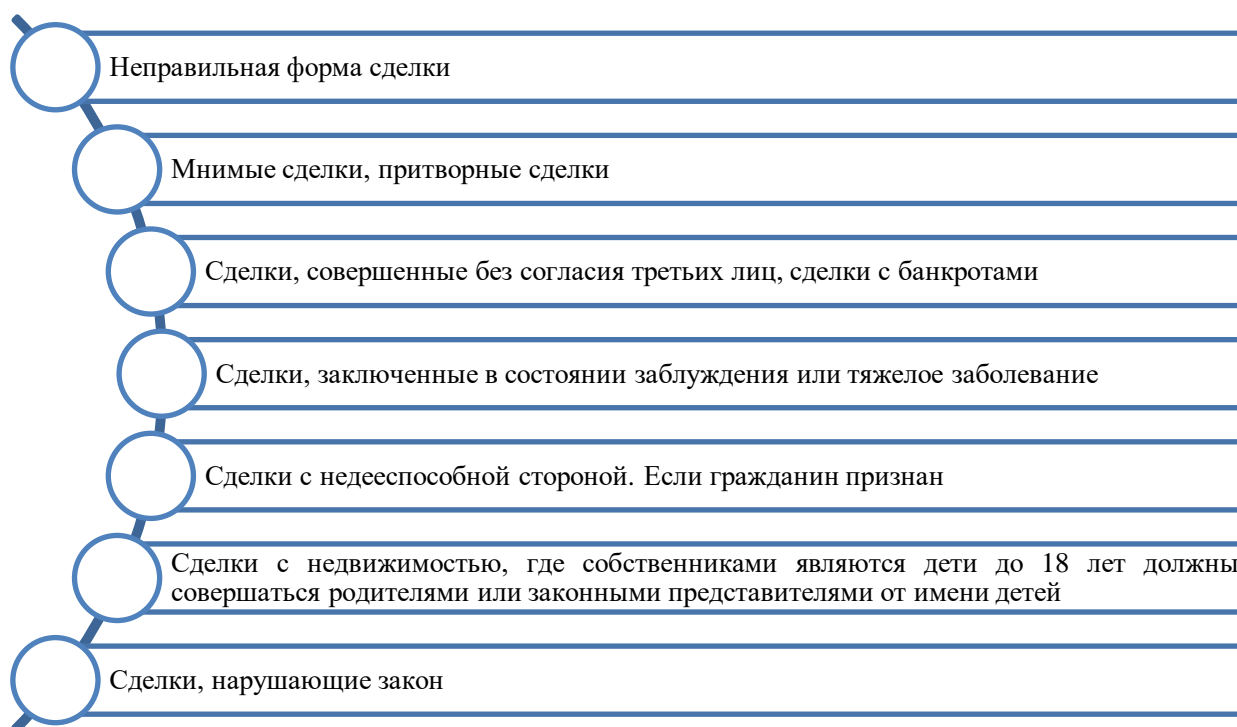 Неправильная форма сделки
Мнимые сделки, притворные сделки
Сделки, совершенные без согласия третьих лиц, сделки с банкротами
Сделки, заключенные в состоянии заблуждения или тяжелое заболевание
Сделки с недееспособной стороной. Если гражданин признан
Сделки с недвижимостью, где собственниками являются дети до 18 лет должны
совершаться родителями или законными представителями от имени детей
Сделки, нарушающие закон